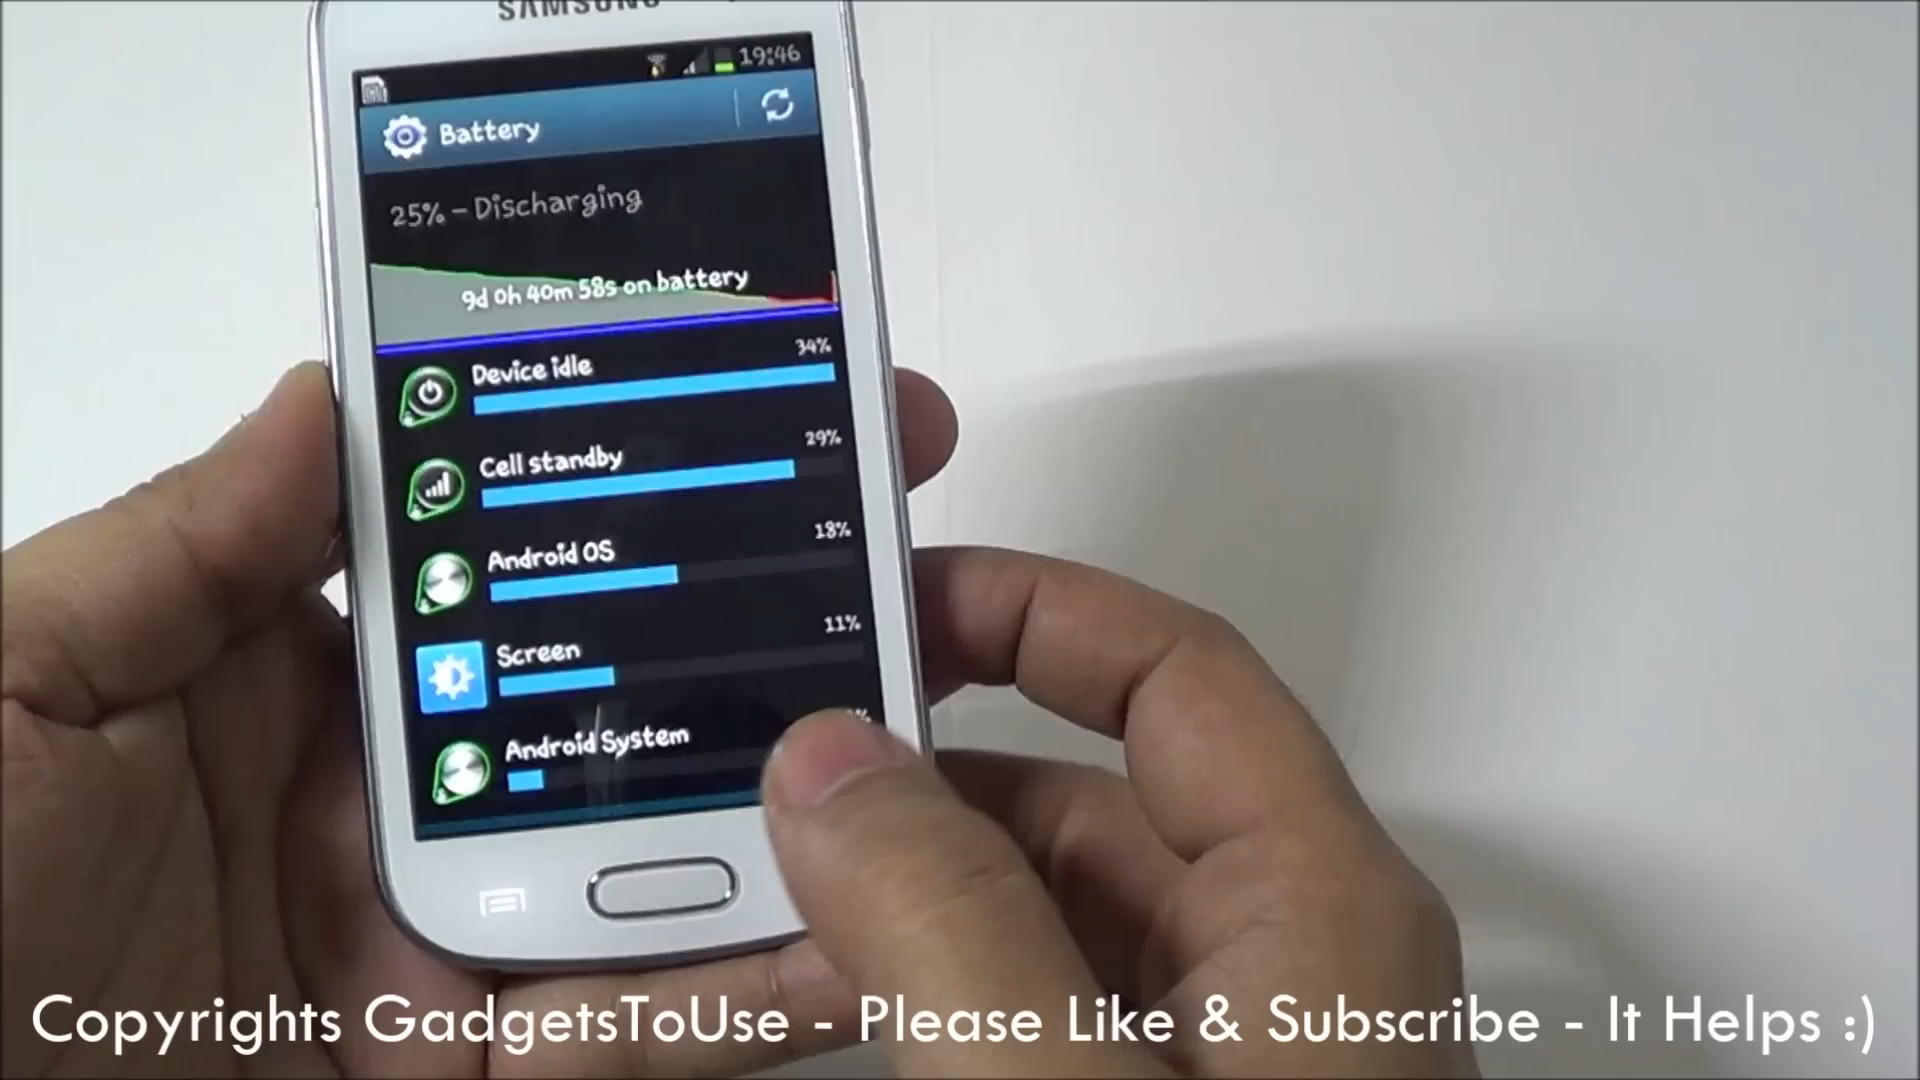 SAMSUNG
19:46
Battery
25% - Discharging
9d 0h 40m 58s on battery
Device idle 34%
Cell standby 29%
Android OS 18%
Screen 11%
Android System
Copyrights GadgetsToUse - Please Like & Subscribe - It Helps :)